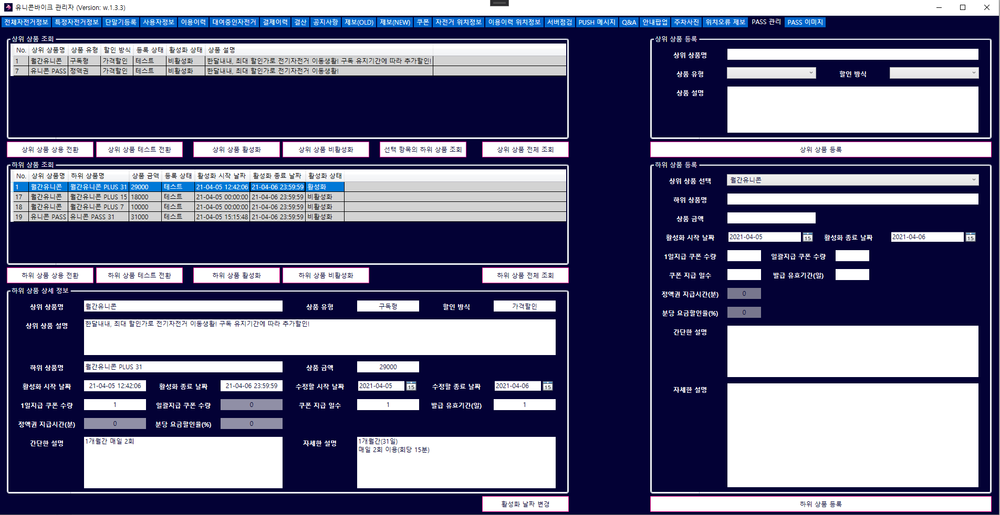 유니콘바이크 관리자 (Version: w.1.3.3)
전체자전거정보 특정자전거정보 단말기등록 사용자정보 이용이력 대여중인자전거 결제이력 결산 공지사항 제보(OLD) 제보(NEW) 쿠폰 자전거 위치정보 이용이력 위치정보 서버점검 PUSH 메시지 Q&A 안내팝업 주차사진 위치오류 제보 PASS 관리 PASS 이미지
상위 상품 조회
No. 상위 상품명 상품 유형 할인 방식 등록 상태 활성화 상태 상품 설명
1 월간유니콘 구독형 가격할인 테스트 비활성화 한달내내, 최대 할인가로 전기자전거 이동생활! 구독 유지기간에 따라 추가할인!
7 유니콘 PASS 정액권 가격할인 테스트 비활성화 한달내내, 최대 할인가로 전기자전거 이동생활!
상위 상품 상용 전환 상위 상품 테스트 전환 상위 상품 활성화 상위 상품 비활성화 선택 항목의 하위 상품 조회 상위 상품 전체 조회
하위 상품 조회
No. 상위 상품명 하위 상품명 상품 금액 등록 상태 활성화 시작 날짜 활성화 종료 날짜 활성화 상태
1 월간유니콘 월간유니콘 PLUS 31 29000 테스트 21-04-05 12:42:06 21-04-06 23:59:59 활성화
17 월간유니콘 월간유니콘 PLUS 15 18000 테스트 21-04-05 00:00:00 21-04-06 23:59:59 비활성화
18 월간유니콘 월간유니콘 PLUS 7 10000 테스트 21-04-05 00:00:00 21-04-06 23:59:59 비활성화
19 유니콘 PASS 유니콘 PASS 31 31000 테스트 21-04-05 15:15:48 21-04-06 23:59:59 비활성화
하위 상품 상용 전환 하위 상품 테스트 전환 하위 상품 활성화 하위 상품 비활성화 하위 상품 전체 조회
하위 상품 상세 정보
상위 상품명 월간유니콘 상품 유형 구독형 할인 방식 가격할인
상위 상품 설명 한달내내, 최대 할인가로 전기자전거 이동생활! 구독 유지기간에 따라 추가할인!
하위 상품명 월간유니콘 PLUS 31 상품 금액 29000
활성화 시작 날짜 21-04-05 12:42:06 활성화 종료 날짜 21-04-06 23:59:59 수정할 시작 날짜 2021-04-05 15 수정할 종료 날짜 2021-04-06 15
1일지급 쿠폰 수량 1 일괄지급 쿠폰 수량 0 쿠폰 지급 일수 1 발급 유효기간(일) 1
정액권 지급시간(분) 0 분당 요금할인율(%) 0
간단한 설명 1개월간 매일 2회 자세한 설명 1개월간(31일)
매일 2회 이용(회당 15분)
활성화 날짜 변경
상위 상품 등록
상위 상품명
상품 유형 할인 방식
상품 설명
상위 상품 등록
하위 상품 등록
상위 상품 선택 월간유니콘
하위 상품명
상품 금액
활성화 시작 날짜 2021-04-05 15 활성화 종료 날짜 2021-04-06 15
1일지급 쿠폰 수량 일괄지급 쿠폰 수량
쿠폰 지급 일수 발급 유효기간(일)
정액권 지급시간(분) 0
분당 요금할인율(%) 0
간단한 설명
자세한 설명
하위 상품 등록